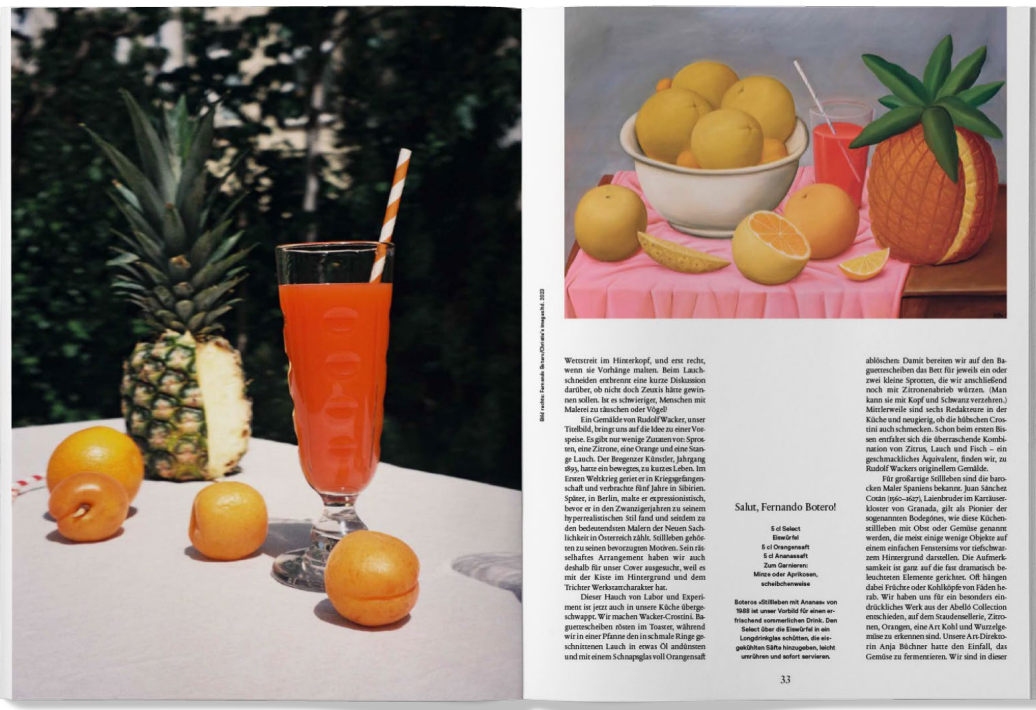 Bild rechts: Fernando Botero/Christie's Images Ltd. 2023
Wettstreit im Hinterkopf, und erst recht,
wenn sie Vorhänge malten. Beim Lauch-
schneiden entbrennt eine kurze Diskussion
darüber, ob nicht doch Zeuxis hätte gewin-
nen sollen. Ist es schwieriger, Menschen mit
Malerei zu täuschen oder Vögel?
Ein Gemälde von Rudolf Wacker, unser
Titelbild, bringt uns auf die Idee zu einer Vor-
speise. Es gibt nur wenige Zutaten vor: Spros-
ten, eine Zitrone, eine Orange und eine Stan-
ge Lauch. Der Bregenzer Künstler, Jahrgang
1893, hatte ein bewegtes, zu kurzes Leben. Im
Ersten Weltkrieg geriet er in Kriegsgefangen-
schaft und verbrachte fünf Jahre in Sibirien.
Später, in Berlin, malte er expressionistisch,
bevor er in den Zwanzigerjahren zu seinem
hyperrealistischen Stil fand und seitdem zu
den bedeutendsten Malern der Neuen Sach-
lichkeit in Österreich zählt. Stillleben gehör-
ten zu seinen bevorzugten Motiven. Sein rät-
selhaftes Arrangement haben wir auch
deshalb für unser Cover ausgesucht, weil es
mit der Kiste im Hintergrund und dem
Trichter Werkstattcharakter hat.
Dieser Hauch von Labor und Experi-
ment ist jetzt auch in unsere Küche überge-
schwappt. Wir machen Wacker-Crostini. Ba-
guettescheiben rösten im Toaster, während
wir in einer Pfanne den in schmale Ringe ge-
schnittenen Lauch in etwas Öl andünsten
und mit einem Schnapsglas voll Orangensaft
Salut, Fernando Botero!
5 cl Select
Eiswürfel
5 cl Orangensaft
5 cl Ananassaft
Zum Garnieren:
Minze oder Aprikosen,
scheibchenweise
Boteros »Stillleben mit Ananas« von
1988 ist unser Vorbild für einen er-
frischend sommerlichen Drink. Den
Select über die Eiswürfel in ein
Longdrinkglas schütten, die eis-
gekühlten Säfte hinzugeben, leicht
umrühren und sofort servieren.
ablöschen: Damit bereiten wir auf den Ba-
guettescheiben das Bett für jeweils ein oder
zwei kleine Sprotten, die wir anschließend
noch mit Zitronenabrieb würzen. (Man
kann sie mit Kopf und Schwanz verzehren.)
Mittlerweile sind sechs Redakteure in der
Küche und neugierig, ob die hübschen Cros-
tini auch schmecken. Schon beim ersten Bis-
sen entfaltet sich die überraschende Kombi-
nation von Zitrus, Lauch und Fisch – ein
geschmackliches Äquivalent, finden wir, zu
Rudolf Wackers originellem Gemälde.
Für großartige Stillleben sind die baro-
cken Maler Spaniens bekannt. Juan Sánchez
Cotán (1560–1627), Laienbruder im Kartäuser-
kloster von Granada, gilt als Pionier der
sogenannten Bodegónes, wie diese Küchen-
stillleben mit Obst oder Gemüse genannt
werden, die meist einige wenige Objekte auf
einem einfachen Fenstersims vor tiefschwar-
zem Hintergrund darstellen. Die Aufmerk-
samkeit ist ganz auf die fast dramatisch be-
leuchteten Elemente gerichtet. Oft hängen
dabei Früchte oder Kohlköpfe von Fäden he-
rab. Wir haben uns für ein besonders ein-
drückliches Werk aus der Abelló Collection
entschieden, auf dem Staudensellerie, Zitro-
nen, Orangen, eine Art Kohl und Wurzelge-
müse zu erkennen sind. Unsere Art-Direkto-
rin Anja Büchner hatte den Einfall, das
Gemüse zu fermentieren. Wir sind in dieser
33